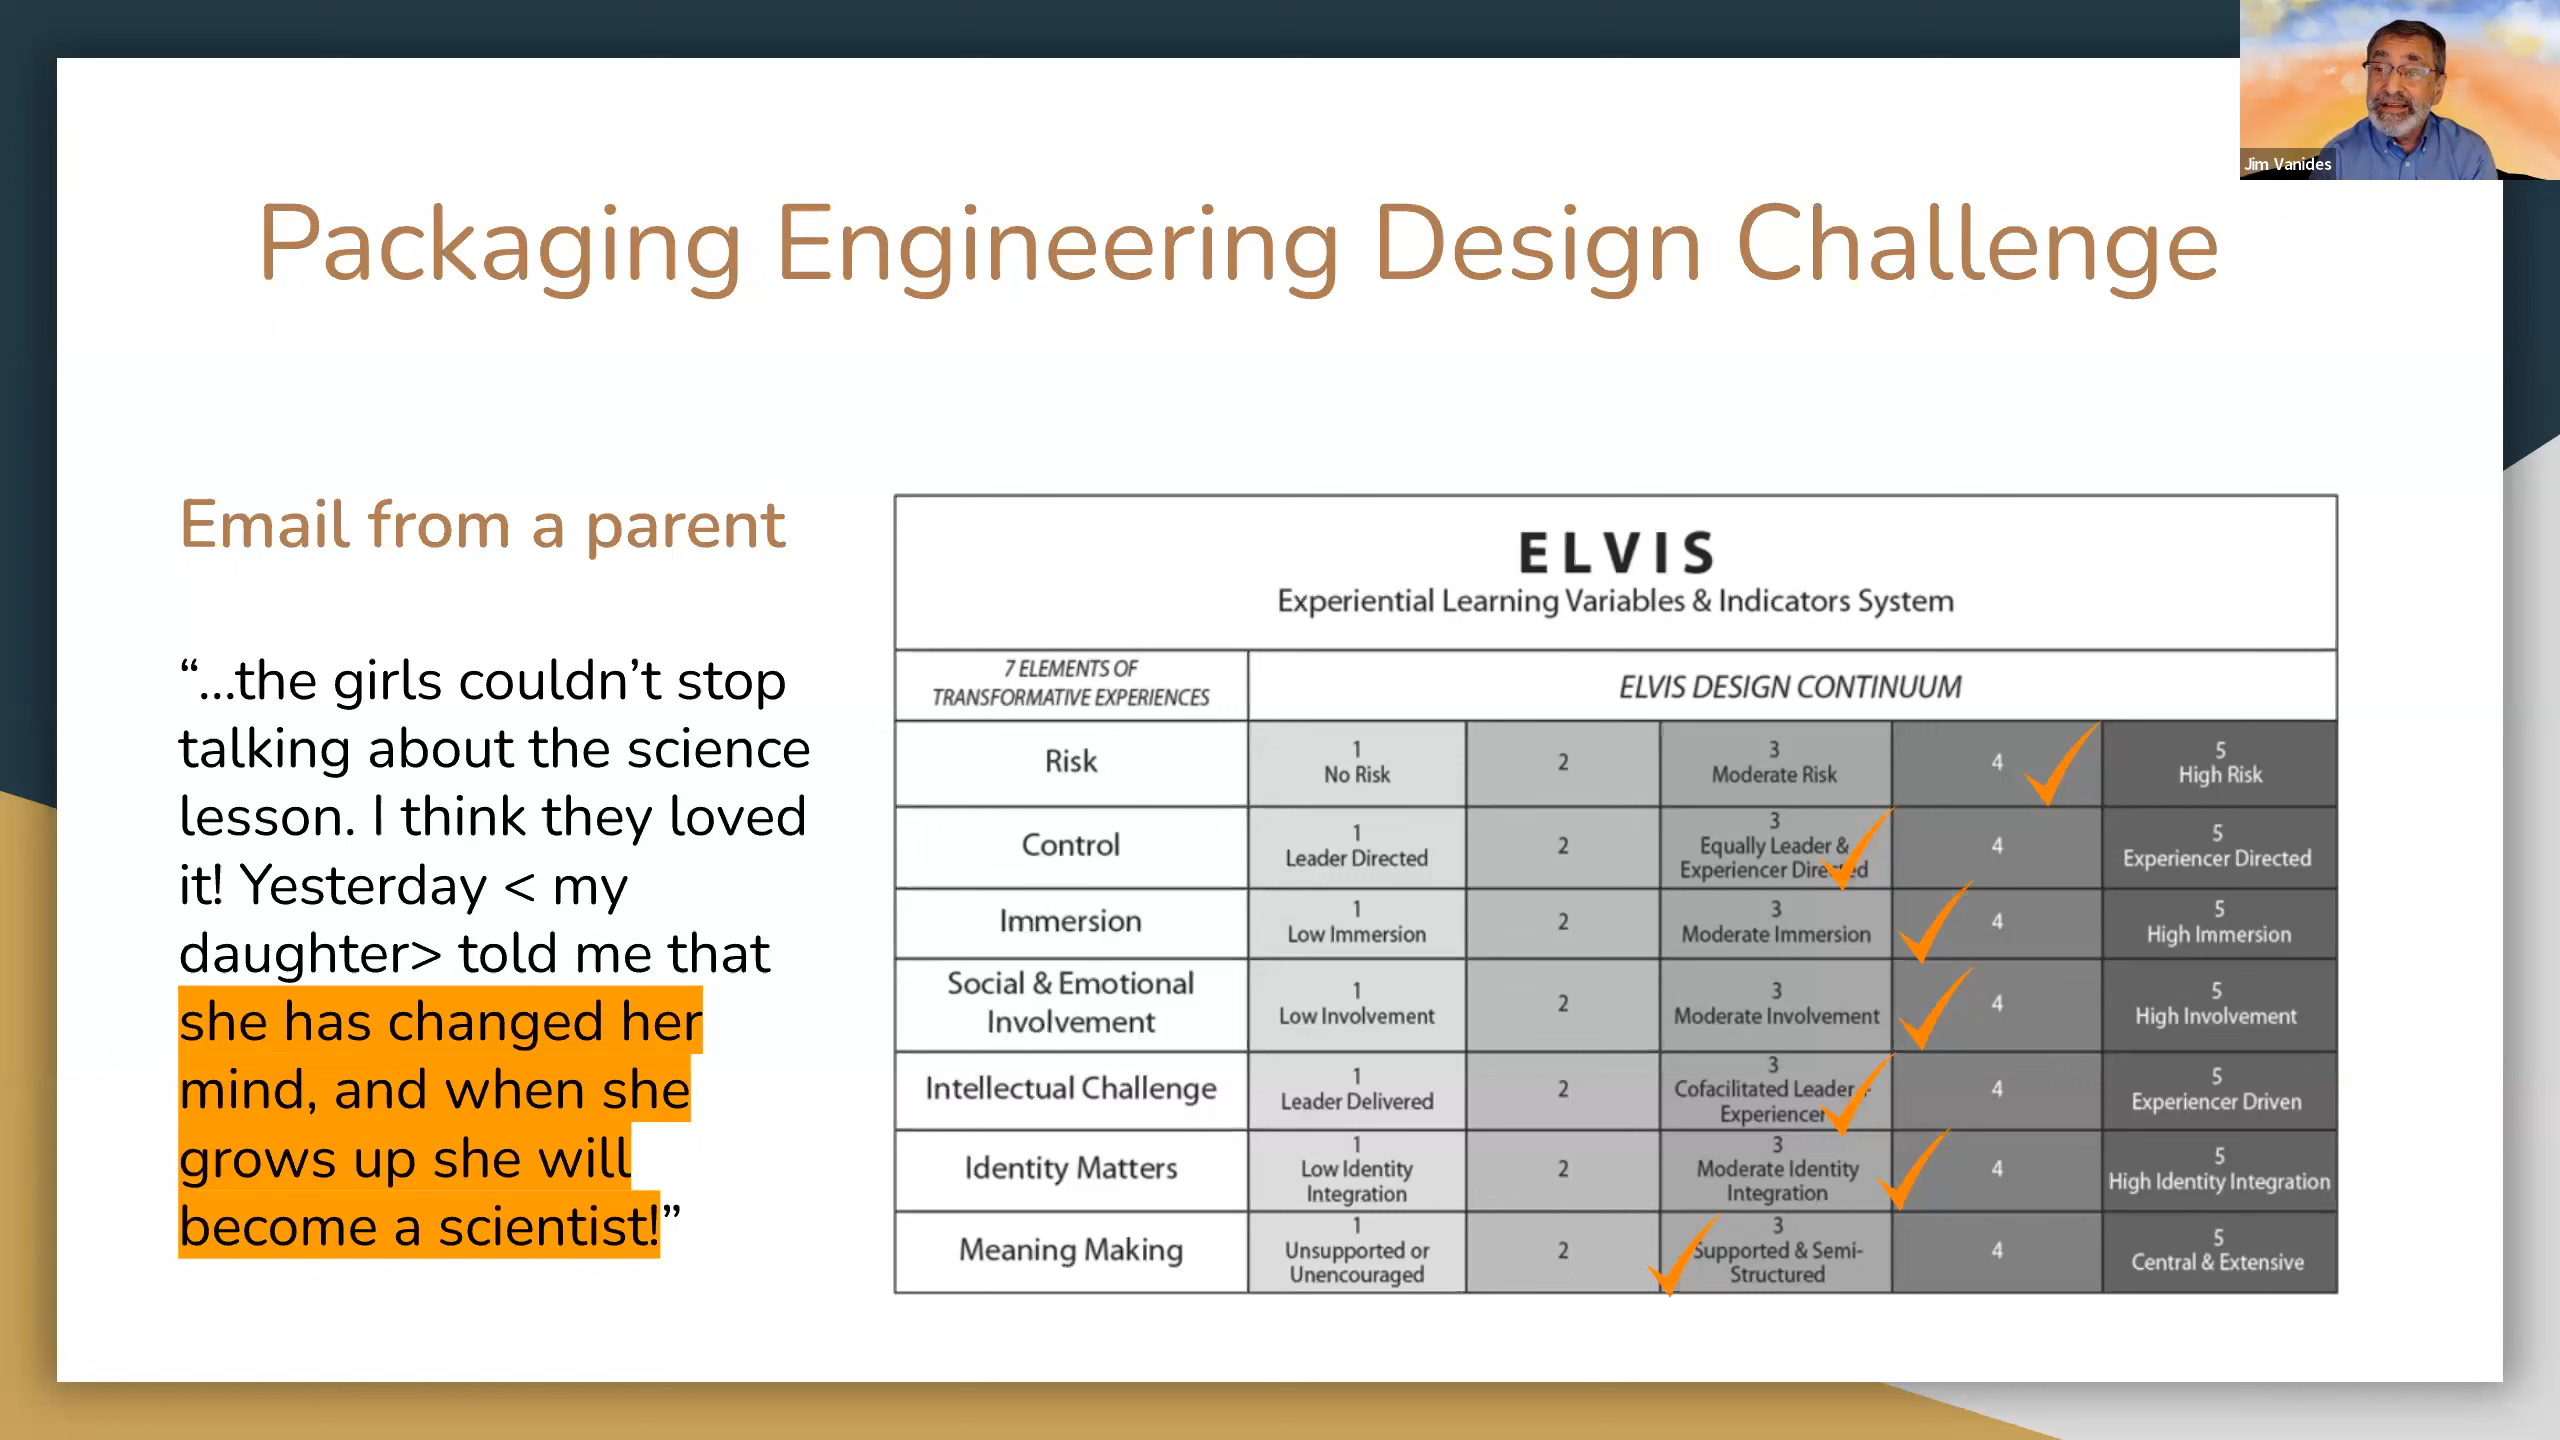 Jim Vanides
Packaging Engineering Design Challenge
Email from a parent
“...the girls couldn’t stop
talking about the science
lesson. I think they loved
it! Yesterday < my
daughter> told me that
she has changed her
mind, and when she
grows up she will
become a scientist!”
ELVIS
Experiential Learning Variables & Indicators System
7 ELEMENTS OF
TRANSFORMATIVE EXPERIENCES
ELVIS DESIGN CONTINUUM
Risk
1
No Risk
2
3
Moderate Risk
4
5
High Risk
Control
1
Leader Directed
2
3
Equally Leader &
Experiencer Directed
4
5
Experiencer Directed
Immersion
1
Low Immersion
2
3
Moderate Immersion
4
5
High Immersion
Social & Emotional
Involvement
1
Low Involvement
2
3
Moderate Involvement
4
5
High Involvement
Intellectual Challenge
1
Leader Delivered
2
3
Cofacilitated Leader +
Experiencer
4
5
Experiencer Driven
Identity Matters
1
Low Identity
Integration
2
3
Moderate Identity
Integration
4
5
High Identity Integration
Meaning Making
1
Unsupported or
Unencouraged
2
3
Supported & Semi-
Structured
4
5
Central & Extensive